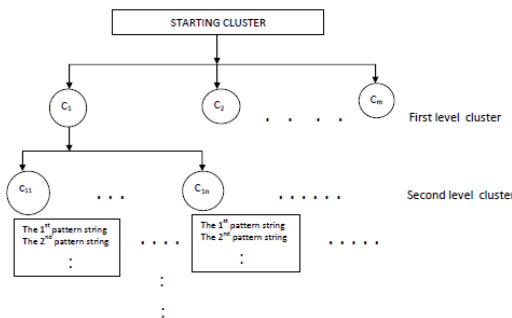 STARTING CLUSTER
C1
C2
. . . .
Cm
First level cluster
C11
. . .
C1n
. . . . . .
Second level cluster
The 1st pattern string
The 2nd pattern string
:
. . . .
The 1st pattern string
The 2nd pattern string
:
. . . . .
:
: